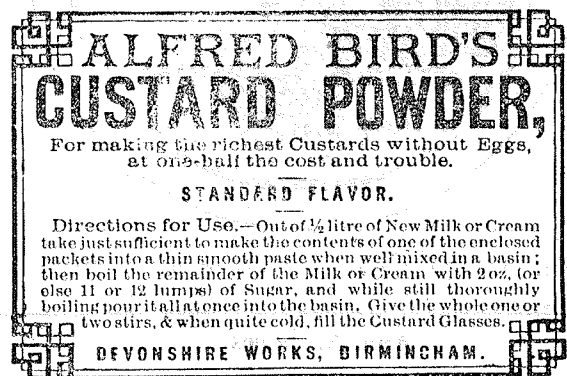 ALFRED BIRD'S
CUSTARD POWDER,
For making the richest Custards without Eggs,
at one-half the cost and trouble.
STANDARD FLAVOR.
Directions for Use.—Out of ½ litre of New Milk or Cream
take just sufficient to make the contents of one of the enclosed
packets into a thin smooth paste when well mixed in a basin;
then boil the remainder of the Milk or Cream with 2 oz, (or
else 11 or 12 lumps) of Sugar, and while still thoroughly
boiling pour it all at once into the basin. Give the whole one or
two stirs, & when quite cold, fill the Custard Glasses.
DEVONSHIRE WORKS, BIRMINGHAM.